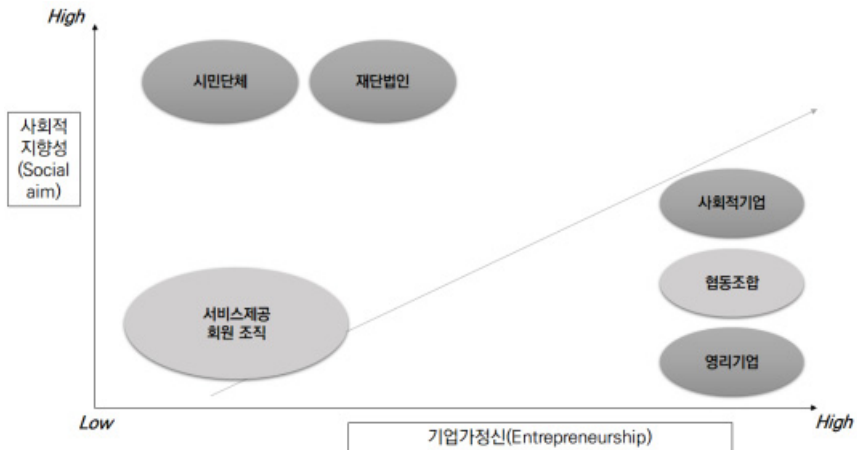 High
시민단체
재단법인
사회적
지향성
(Social
aim)
사회적기업
협동조합
서비스제공
회원 조직
영리기업
Low
High
기업가정신(Entrepreneurship)